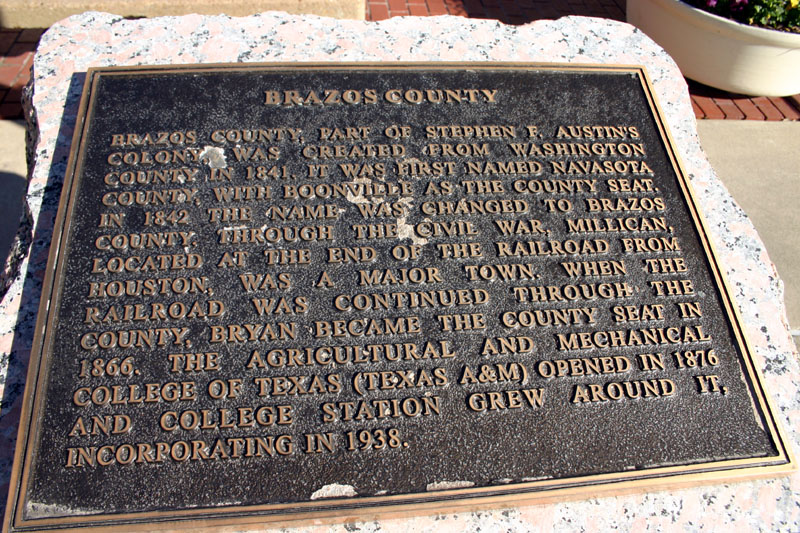 BRAZOS COUNTY
BRAZOS COUNTY, PART OF STEPHEN F. AUSTIN'S
COLONY, WAS CREATED FROM WASHINGTON
COUNTY IN 1841. IT WAS FIRST NAMED NAVASOTA
COUNTY WITH BOONVILLE AS THE COUNTY SEAT.
IN 1842 THE NAME WAS CHANGED TO BRAZOS
COUNTY. THROUGH THE CIVIL WAR, MILLICAN,
LOCATED AT THE END OF THE RAILROAD FROM
HOUSTON, WAS A MAJOR TOWN. WHEN THE
RAILROAD WAS CONTINUED THROUGH THE
COUNTY, BRYAN BECAME THE COUNTY SEAT IN
1866. THE AGRICULTURAL AND MECHANICAL
COLLEGE OF TEXAS (TEXAS A&M) OPENED IN 1876
AND COLLEGE STATION GREW AROUND IT,
INCORPORATING IN 1938.